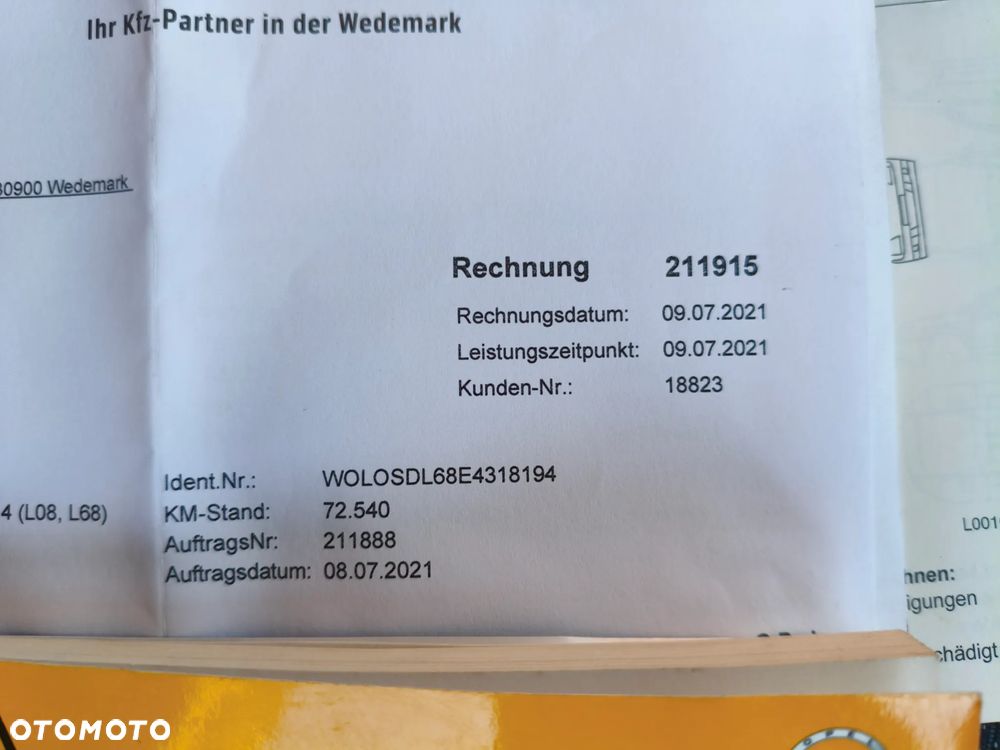 Ihr Kfz-Partner in der Wedemark
30900 Wedemark
Rechnung 211915
Rechnungsdatum: 09.07.2021
Leistungszeitpunkt: 09.07.2021
Kunden-Nr.: 18823
Ident.Nr.: WOLOSDL68E4318194
4 (L08, L68) KM-Stand: 72.540
AuftragsNr: 211888
Auftragsdatum: 08.07.2021
L001
hnen:
igungen
chädigt
OTOMOTO
OPEL